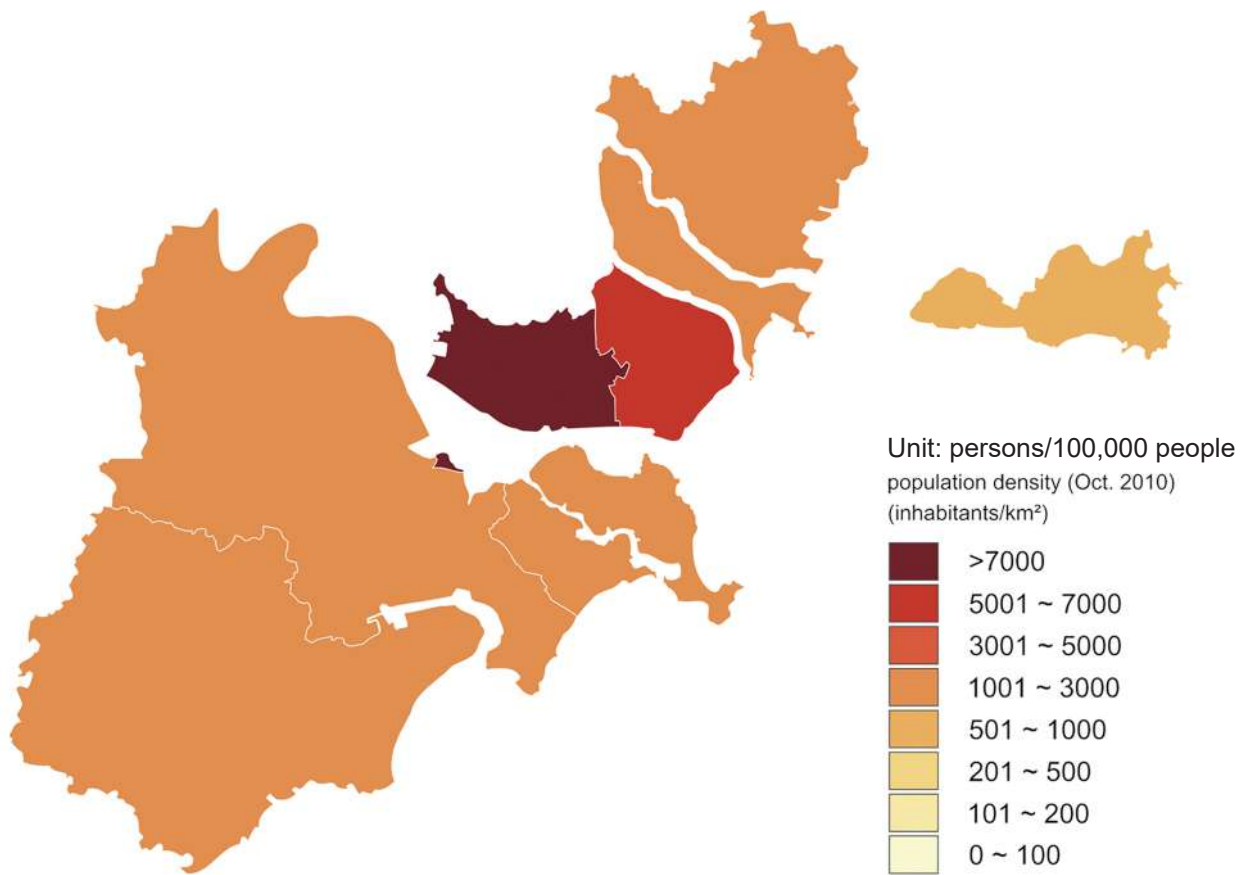 Unit: persons/100,000 people
population density (Oct. 2010)
(inhabitants/km²)
>7000
5001 ~ 7000
3001 ~ 5000
1001 ~ 3000
501 ~ 1000
201 ~ 500
101 ~ 200
0 ~ 100